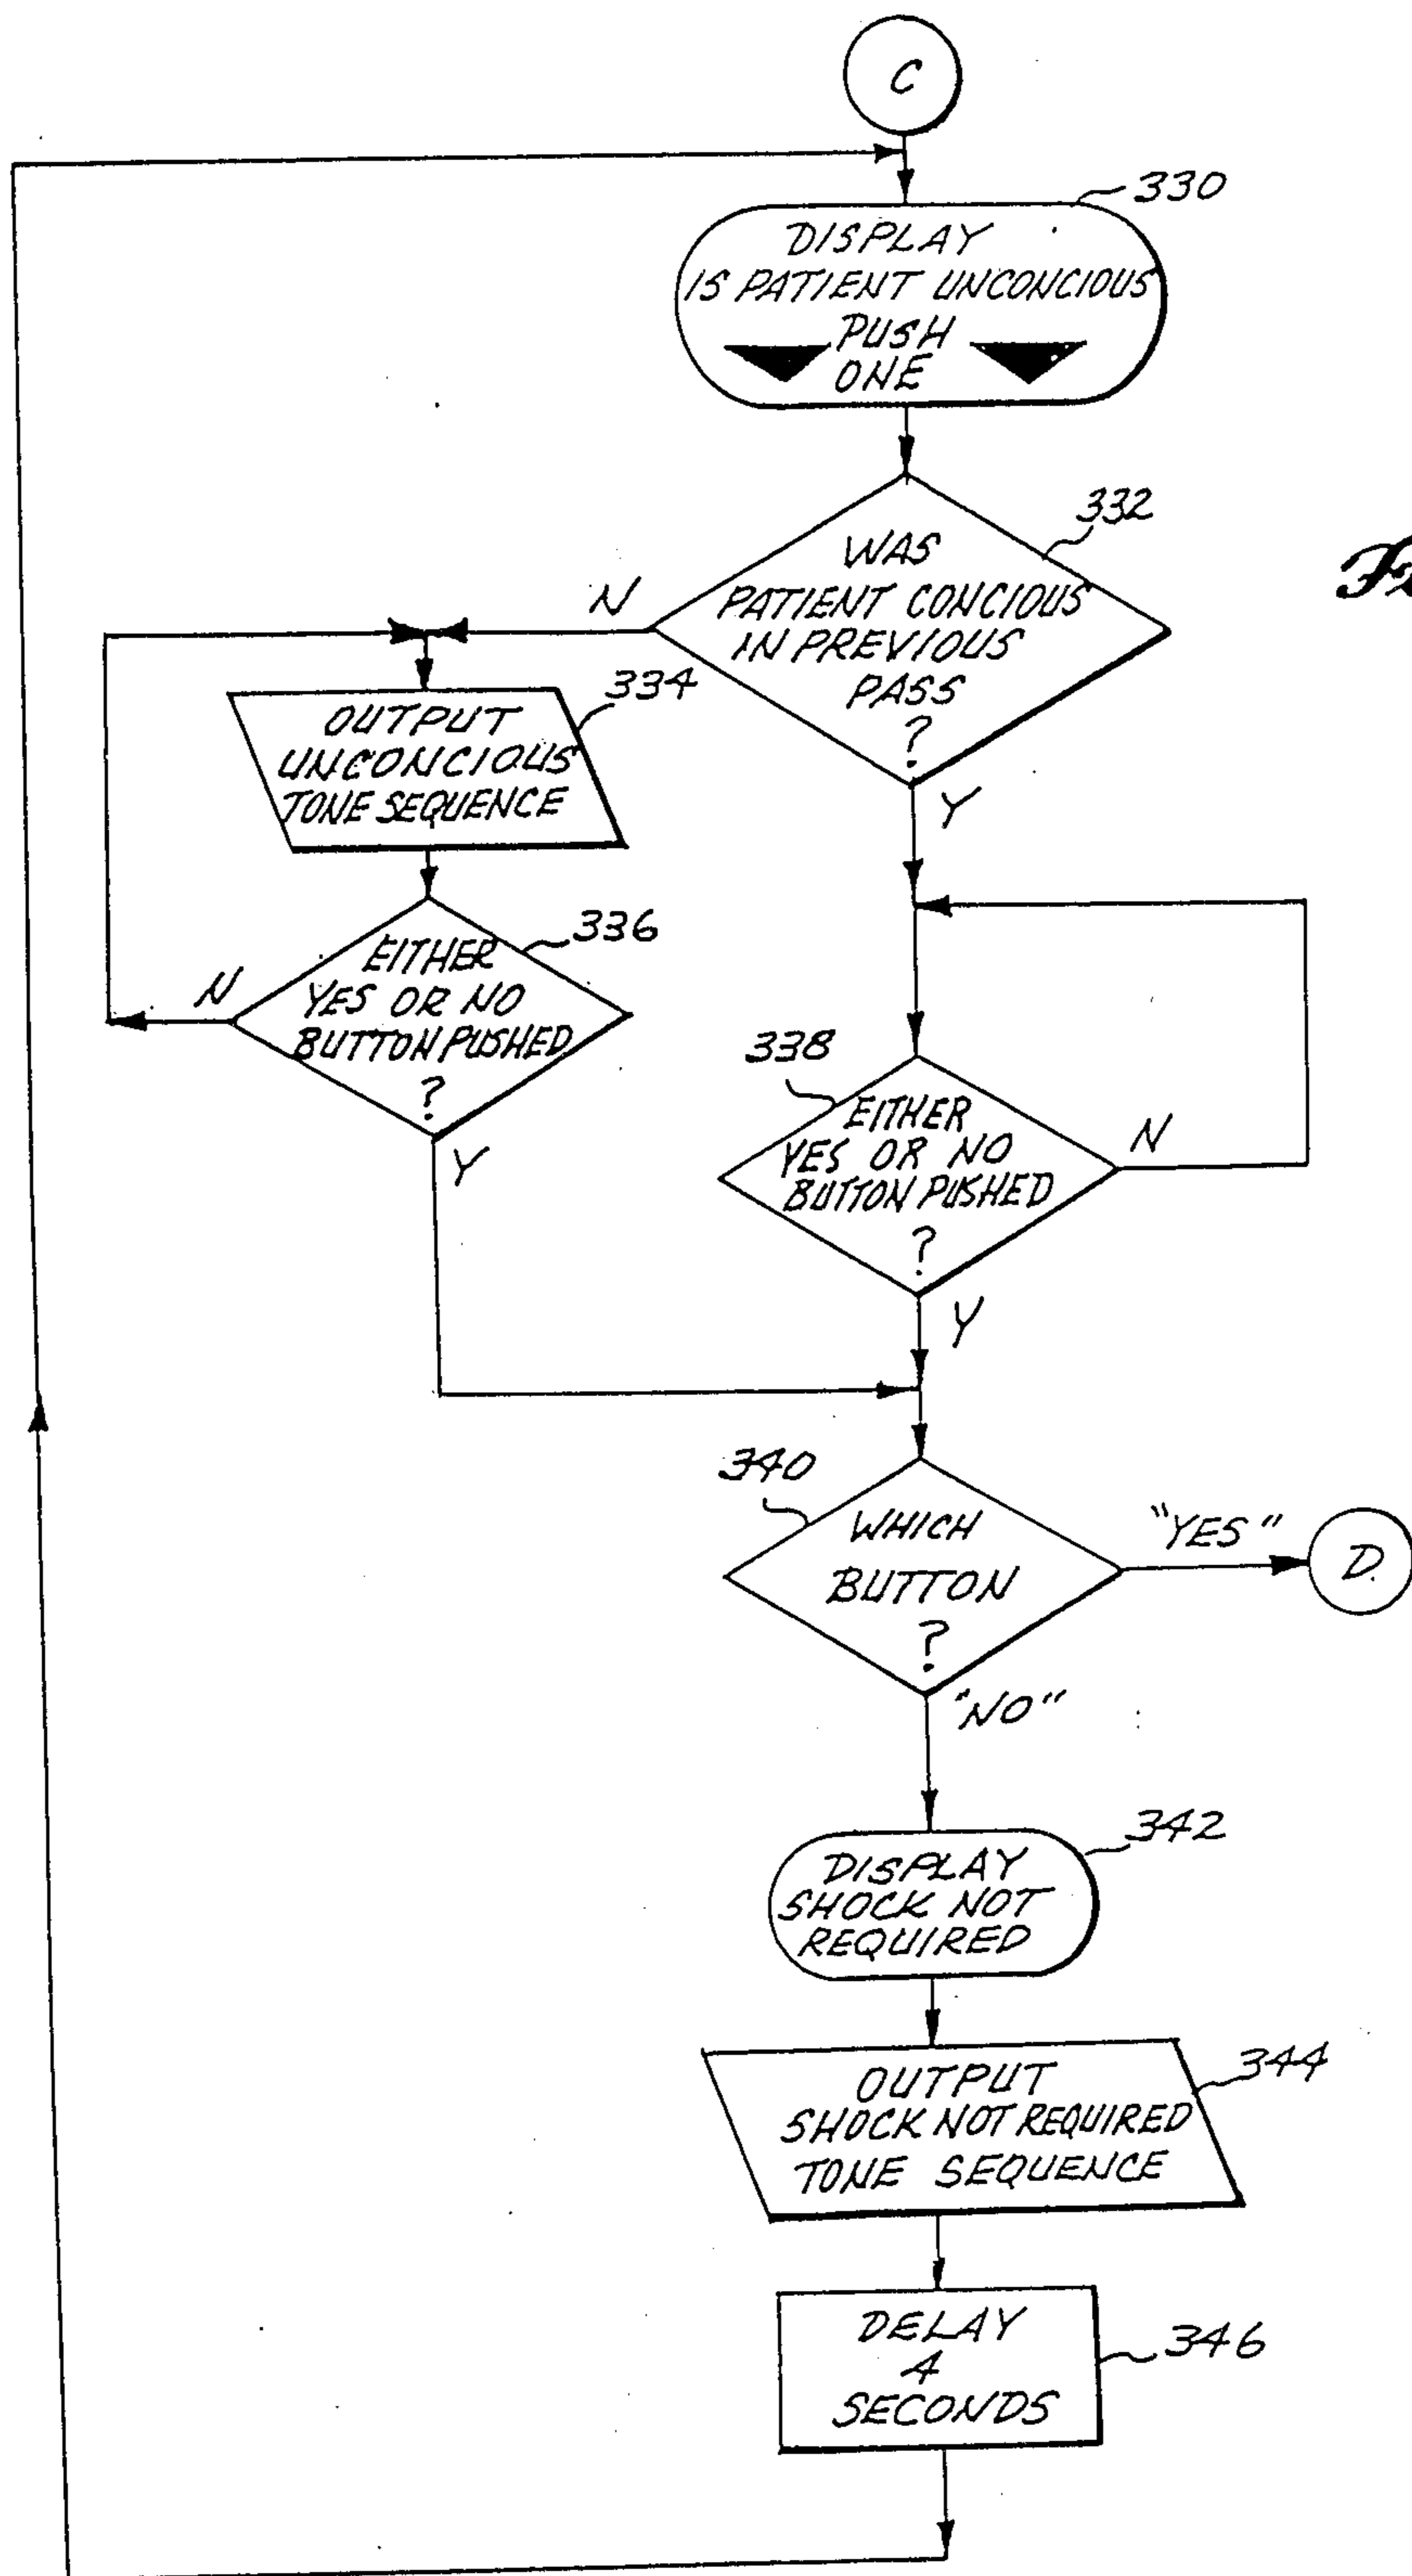 C
330
DISPLAY
IS PATIENT UNCONCIOUS
PUSH
ONE
332
WAS
PATIENT CONCIOUS
IN PREVIOUS
PASS
?
N
Y
334
OUTPUT
UNCONCIOUS
TONE SEQUENCE
336
EITHER
YES OR NO
BUTTON PUSHED
?
N
Y
338
EITHER
YES OR NO
BUTTON PUSHED
?
N
Y
340
WHICH
BUTTON
?
"YES"
D.
"NO"
342
DISPLAY
SHOCK NOT
REQUIRED
344
OUTPUT
SHOCK NOT REQUIRED
TONE SEQUENCE
346
DELAY
4
SECONDS